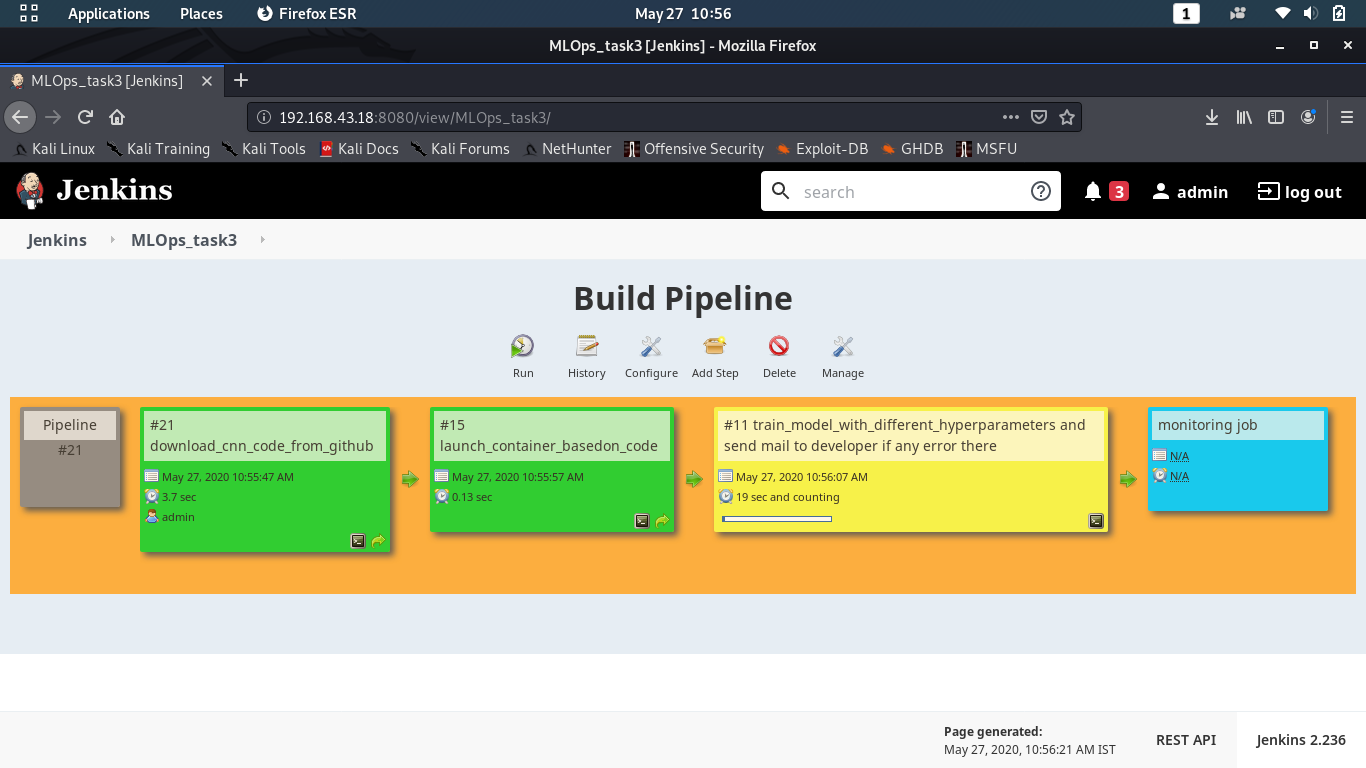 Applications Places Firefox ESR May 27 10:56 1
MLOps_task3 [Jenkins] - Mozilla Firefox
MLOps_task3 [Jenkins]
192.168.43.18:8080/view/MLOps_task3/
Kali Linux Kali Training Kali Tools Kali Docs Kali Forums NetHunter Offensive Security Exploit-DB GHDB MSFU
Jenkins search 3 admin log out
Jenkins MLOps_task3
Build Pipeline
Run History Configure Add Step Delete Manage
Pipeline
#21
#21
download_cnn_code_from_github
May 27, 2020 10:55:47 AM
3.7 sec
admin
#15
launch_container_basedon_code
May 27, 2020 10:55:57 AM
0.13 sec
#11 train_model_with_different_hyperparameters and
send mail to developer if any error there
May 27, 2020 10:56:07 AM
19 sec and counting
monitoring job
N/A
N/A
Page generated:
May 27, 2020, 10:56:21 AM IST
REST API
Jenkins 2.236